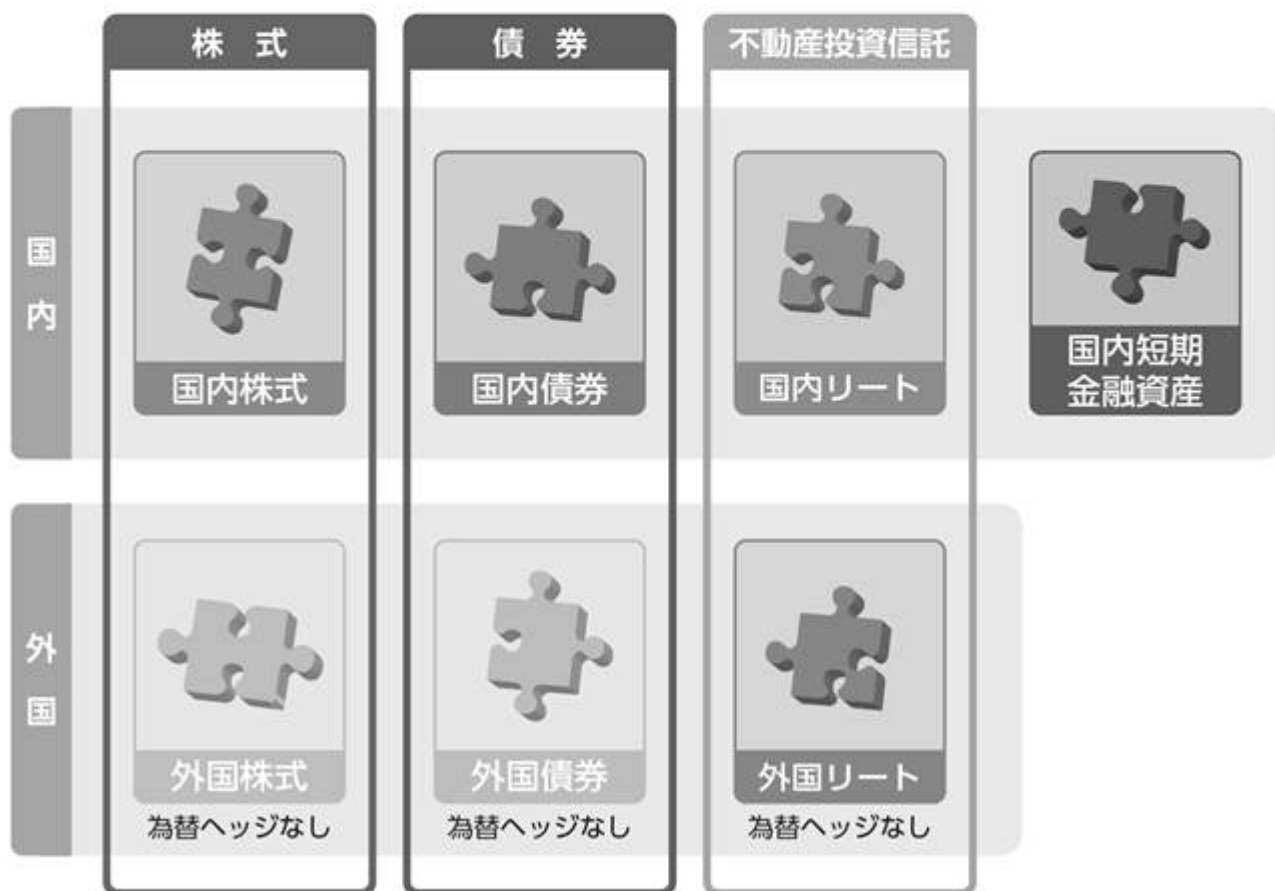 株 式
債 券
不動産投資信託
国内
国内株式
国内債券
国内リート
国内短期
金融資産
外国
外国株式
為替ヘッジなし
外国債券
為替ヘッジなし
外国リート
為替ヘッジなし